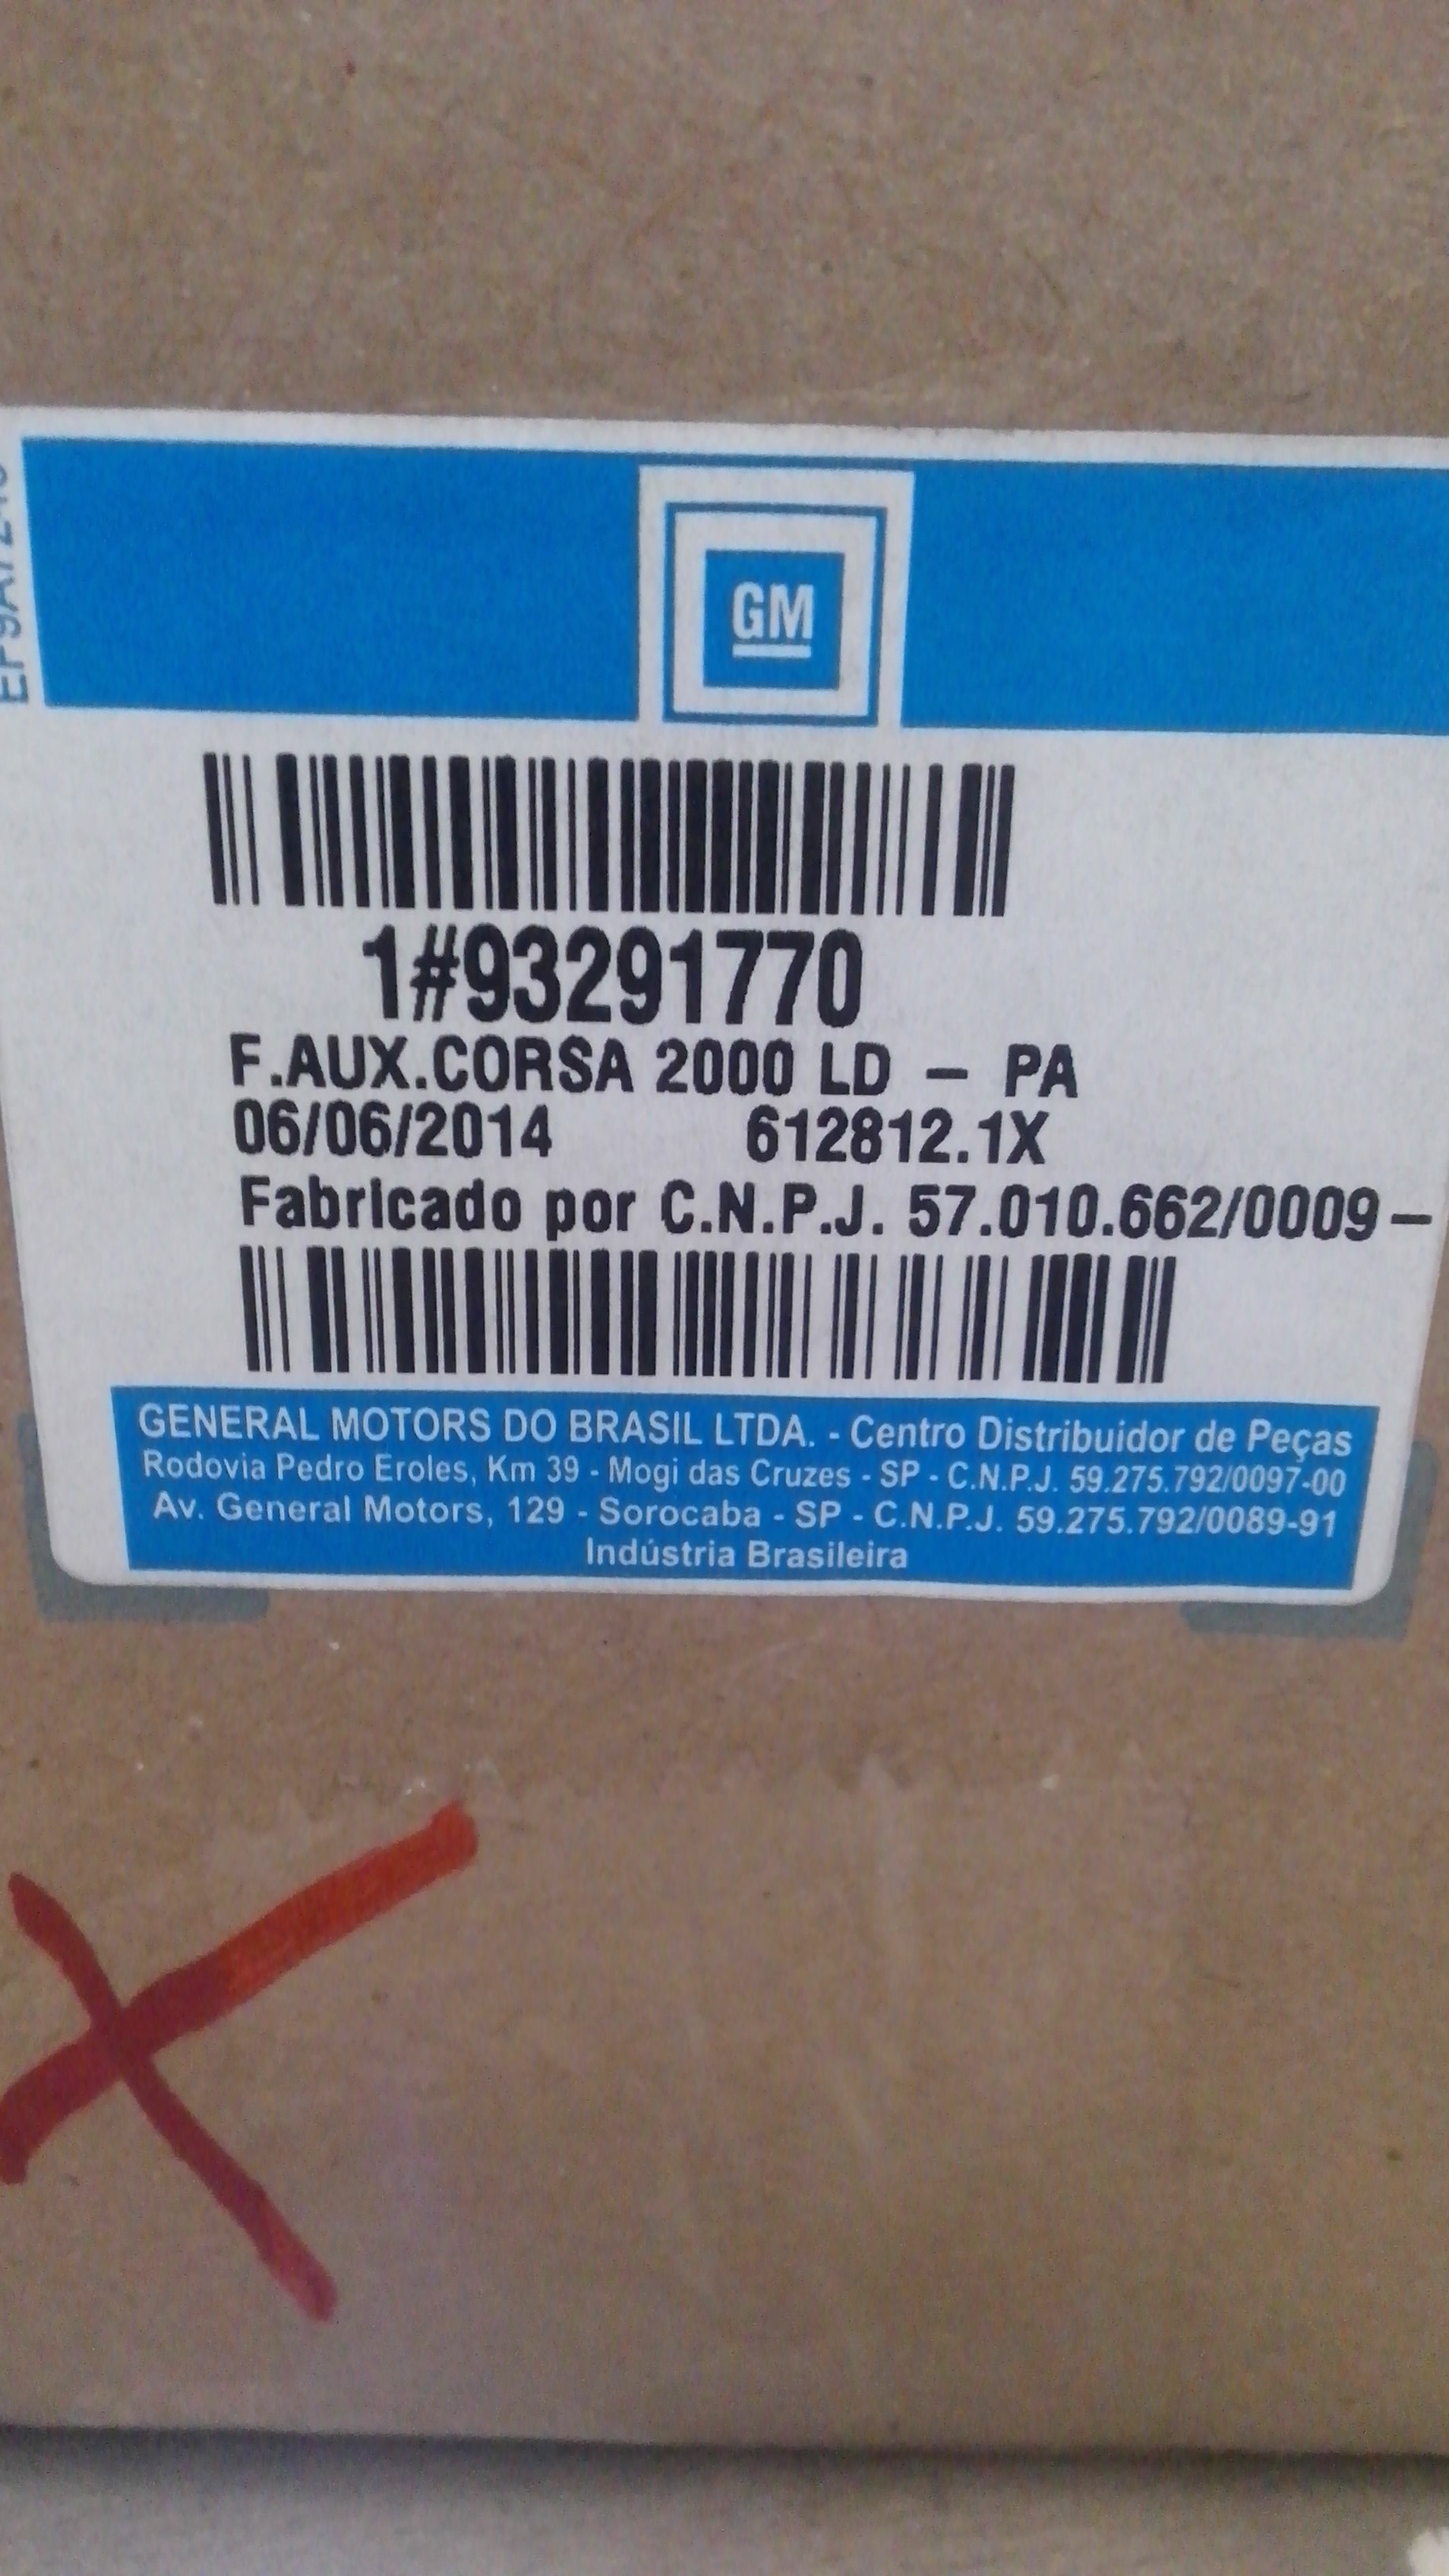 GM
1#93291770
F.AUX.CORSA 2000 LD - PA
06/06/2014 612812.1X
Fabricado por C.N.P.J. 57.010.662/0009-
GENERAL MOTORS DO BRASIL LTDA. - Centro Distribuidor de Peças
Rodovia Pedro Eroles, Km 39 - Mogi das Cruzes - SP - C.N.P.J. 59.275.792/0097-00
Av. General Motors, 129 - Sorocaba - SP - C.N.P.J. 59.275.792/0089-91
Indústria Brasileira